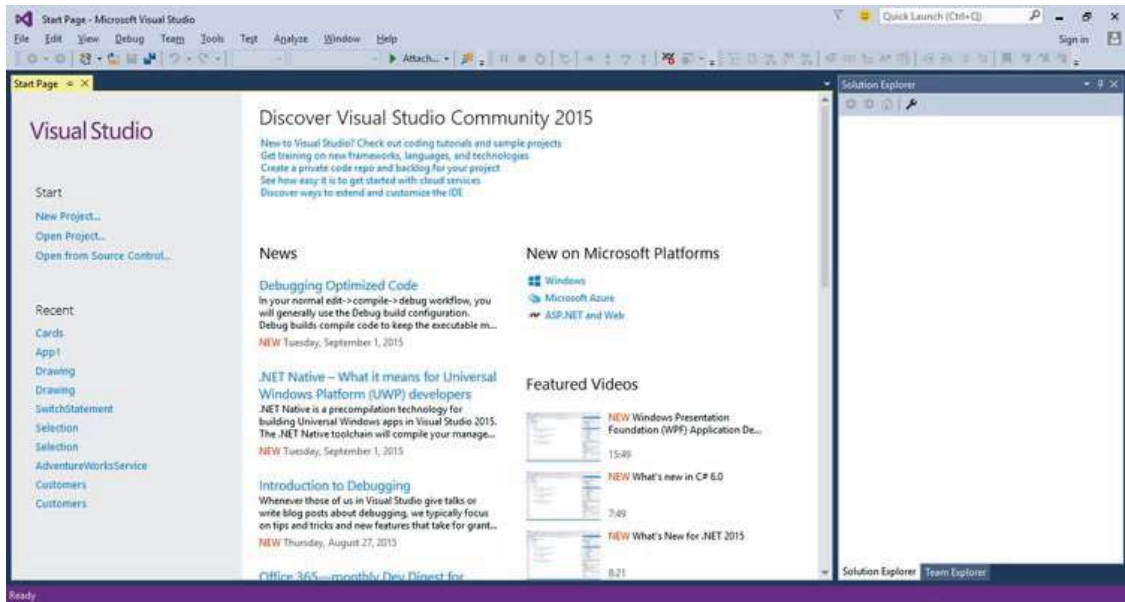 Start Page - Microsoft Visual Studio
Quick Launch (Ctrl+Q)
File Edit View Debug Team Tools Test Analyze Window Help
Sign in
Attach...
Start Page
Solution Explorer
Visual Studio
Start
New Project...
Open Project...
Open from Source Control...
Recent
Cards
App1
Drawing
Drawing
SwitchStatement
Selection
Selection
AdventureWorksService
Customers
Customers
Discover Visual Studio Community 2015
New to Visual Studio? Check out coding tutorials and sample projects
Get training on new frameworks, languages, and technologies
Create a private code repo and backlog for your project
See how easy it is to get started with cloud services
Discover ways to extend and customize the IDE
News
Debugging Optimized Code
In your normal edit->compile->debug workflow, you
will generally use the Debug build configuration.
Debug builds compile code to keep the executable m...
NEW Tuesday, September 1, 2015
.NET Native – What it means for Universal
Windows Platform (UWP) developers
.NET Native is a precompilation technology for
building Universal Windows apps in Visual Studio 2015.
The .NET Native toolchain will compile your manage...
NEW Tuesday, September 1, 2015
Introduction to Debugging
Whenever those of us in Visual Studio give talks or
write blog posts about debugging, we typically focus
on tips and tricks and new features that take for grant...
NEW Thursday, August 27, 2015
Office 365—monthly Dev Digest for
New on Microsoft Platforms
Windows
Microsoft Azure
ASP.NET and Web
Featured Videos
NEW Windows Presentation
Foundation (WPF) Application De...
15:49
NEW What's new in C# 6.0
7:49
NEW What's New for .NET 2015
8:21
Solution Explorer Team Explorer
Ready